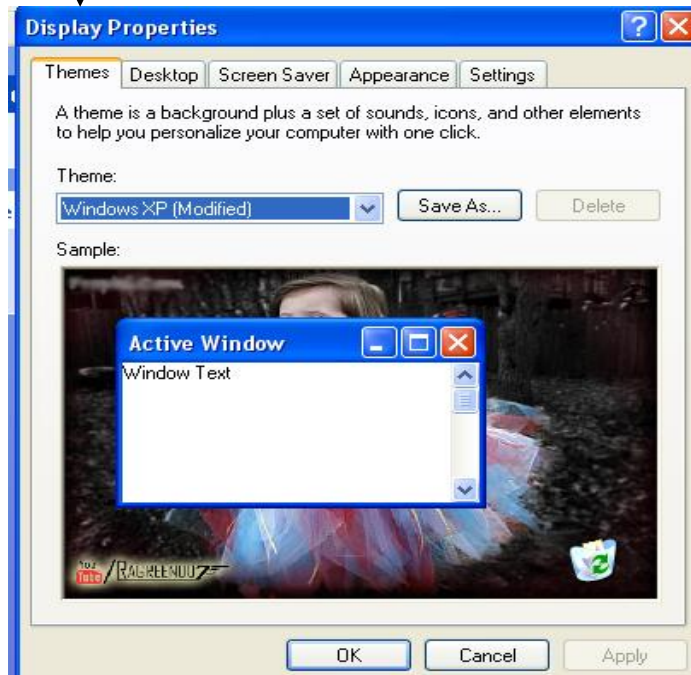 Display Properties
Themes Desktop Screen Saver Appearance Settings
A theme is a background plus a set of sounds, icons, and other elements
to help you personalize your computer with one click.
Theme:
Windows XP (Modified) Save As... Delete
Sample:
Active Window
Window Text
You
Tube
OK Cancel Apply